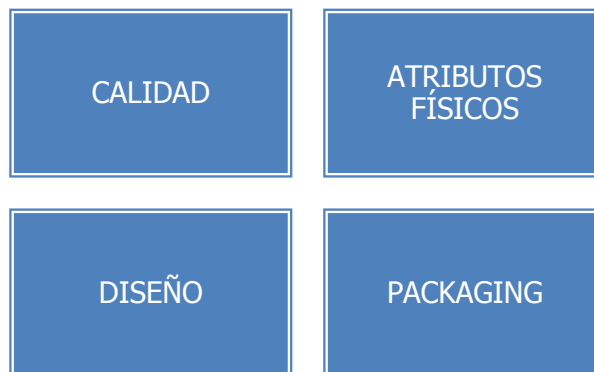 CALIDAD
ATRIBUTOS
FÍSICOS
DISEÑO
PACKAGING